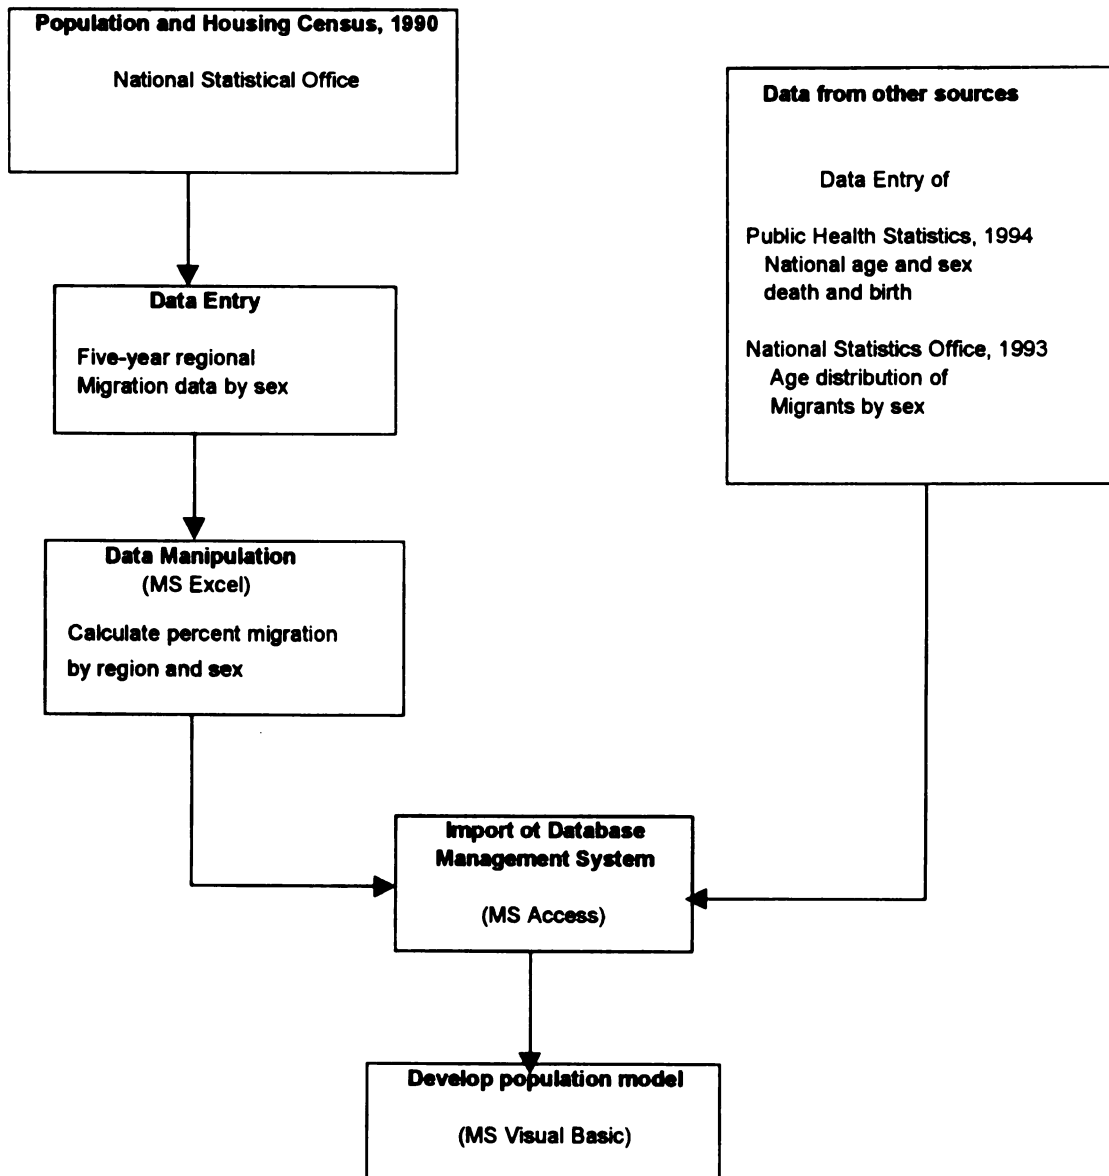 Population and Housing Census, 1990
National Statistical Office
Data from other sources
Data Entry of
Public Health Statistics, 1994
National age and sex
death and birth
National Statistics Office, 1993
Age distribution of
Migrants by sex
Data Entry
Five-year regional
Migration data by sex
Data Manipulation
(MS Excel)
Calculate percent migration
by region and sex
Import ot Database
Management System
(MS Access)
Develop population model
(MS Visual Basic)